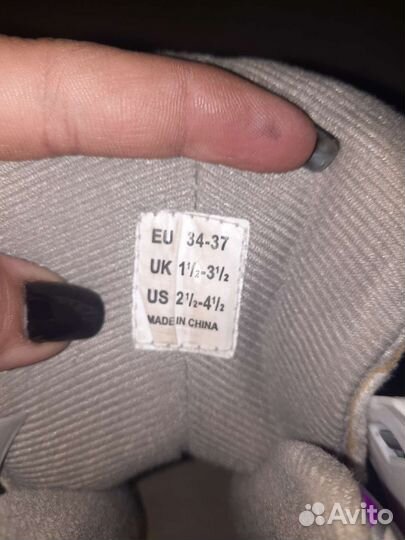 EU 34-37
UK 1½-3½
US 2½-4½
MADE IN CHINA
Avito